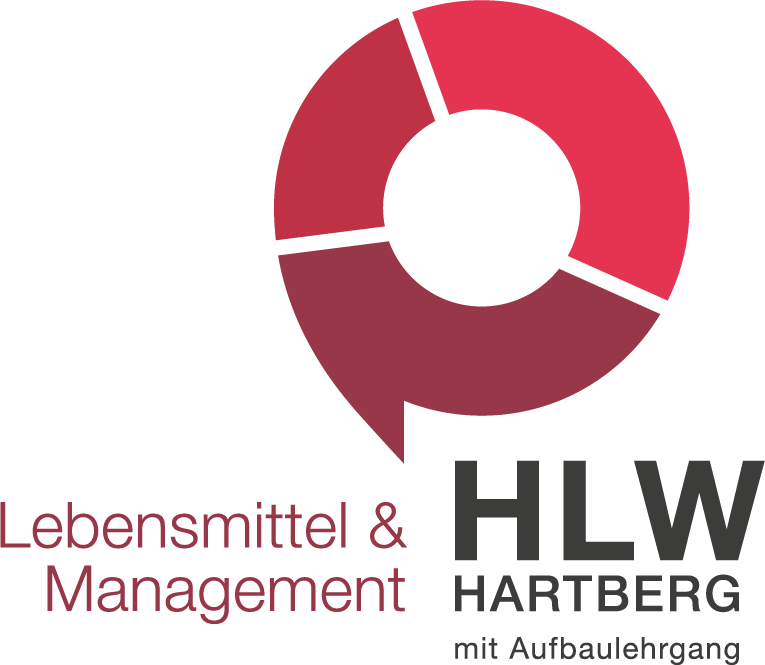 Lebensmittel &
Management
HLW
HARTBERG
mit Aufbaulehrgang